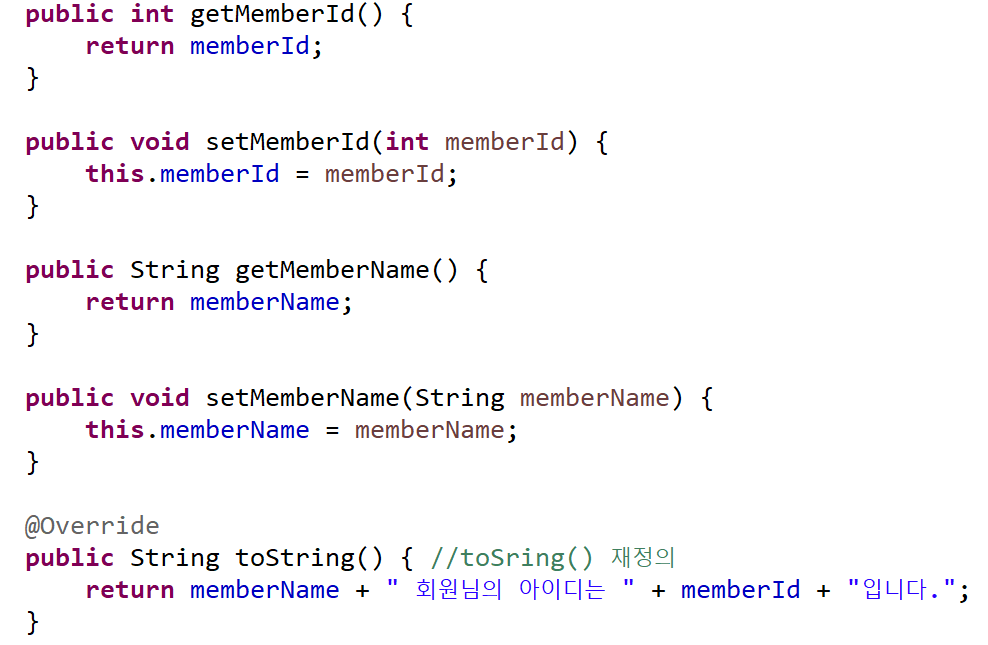 public int getMemberId() {
return memberId;
}
public void setMemberId(int memberId) {
this.memberId = memberId;
}
public String getMemberName() {
return memberName;
}
public void setMemberName(String memberName) {
this.memberName = memberName;
}
@Override
public String toString() { //toSring() 재정의
return memberName + " 회원님의 아이디는 " + memberId + "입니다.";
}